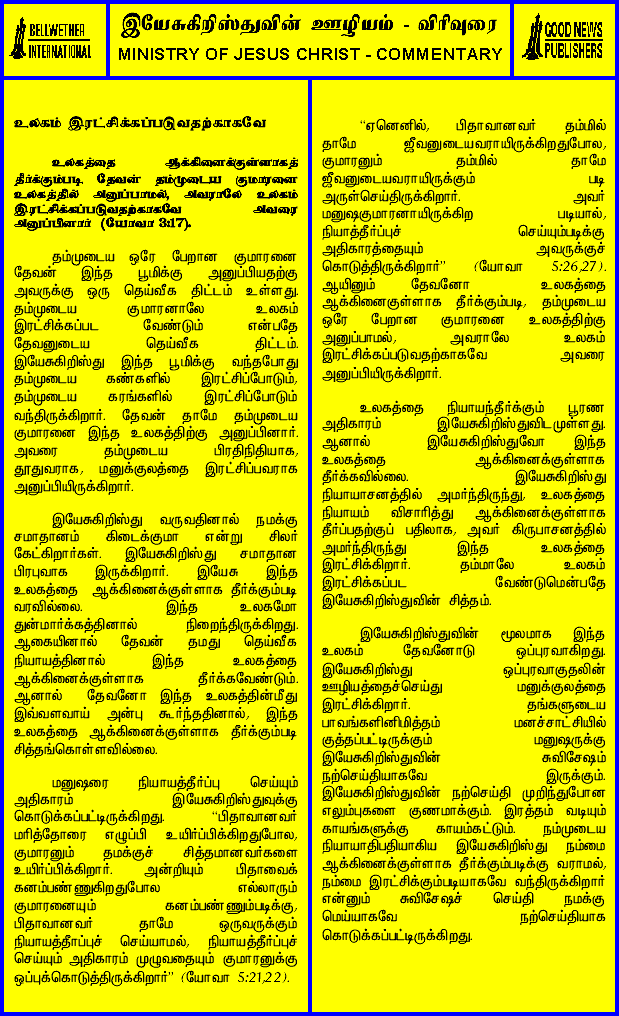 BELLWETHER
INTERNATIONAL
இயேசுகிறிஸ்துவின் ஊழியம் - விரிவுரை
MINISTRY OF JESUS CHRIST - COMMENTARY
GOOD NEWS
PUBLISHERS
உலகம் இரட்சிக்கப்படுவதற்காகவே
உலகத்தை ஆக்கினைக்குள்ளாகத்
தீர்க்கும்படி தேவன் தம்முடைய குமாரனை
உலகத்தில் அனுப்பாமல், அவராலே உலகம்
இரட்சிக்கப்படுவதற்காகவே அவரை
அனுப்பினார் (யோவா 3:17).
தம்முடைய ஒரே பேறான குமாரனை
தேவன் இந்த பூமிக்கு அனுப்பியதற்கு
அவருக்கு ஒரு தெய்வீக திட்டம் உள்ளது.
தம்முடைய குமாரனாலே உலகம்
இரட்சிக்கப்பட வேண்டும் என்பதே
தேவனுடைய தெய்வீக திட்டம்.
இயேசுகிறிஸ்து இந்த பூமிக்கு வந்தபோது
தம்முடைய கண்களில் இரட்சிப்போடும்,
தம்முடைய கரங்களில் இரட்சிப்போடும்
வந்திருக்கிறார். தேவன் தாமே தம்முடைய
குமாரனை இந்த உலகத்திற்கு அனுப்பினார்.
அவரை தம்முடைய பிரதிநிதியாக,
தூதுவராக, மனுக்குலத்தை இரட்சிப்பவராக
அனுப்பியிருக்கிறார்.
இயேசுகிறிஸ்து வருவதினால் நமக்கு
சமாதானம் கிடைக்குமா என்று சிலர்
கேட்கிறார்கள். இயேசுகிறிஸ்து சமாதான
பிரபுவாக இருக்கிறார். இயேசு இந்த
உலகத்தை ஆக்கினைக்குள்ளாக தீர்க்கும்படி
வரவில்லை. இந்த உலகமோ
துன்மார்க்கத்தினால் நிறைந்திருக்கிறது.
ஆகையினால் தேவன் தமது தெய்வீக
நியாயத்தினால் இந்த உலகத்தை
ஆக்கினைக்குள்ளாக தீர்க்கவேண்டும்.
ஆனால் தேவனோ இந்த உலகத்தின்மீது
இவ்வளவாய் அன்பு கூர்ந்ததினால், இந்த
உலகத்தை ஆக்கினைக்குள்ளாக தீர்க்கும்படி
சித்தங்கொள்ளவில்லை.
மனுஷரை நியாயத்தீர்ப்பு செய்யும்
அதிகாரம் இயேசுகிறிஸ்துவுக்கு
கொடுக்கப்பட்டிருக்கிறது. "பிதாவானவர்
மரித்தோரை எழுப்பி உயிர்ப்பிக்கிறதுபோல,
குமாரனும் தமக்குச் சித்தமானவர்களை
உயிர்ப்பிக்கிறார். அன்றியும் பிதாவைக்
கனம்பண்ணுகிறதுபோல எல்லாரும்
குமாரனையும் கனம்பண்ணும்படிக்கு,
பிதாவானவர் தாமே ஒருவருக்கும்
நியாயத்தீர்ப்புச் செய்யாமல், நியாயத்தீர்ப்புச்
செய்யும் அதிகாரம் முழுவதையும் குமாரனுக்கு
ஒப்புக்கொடுத்திருக்கிறார்" (யோவா 5:21,22).
"ஏனெனில், பிதாவானவர் தம்மில்
தாமே ஜீவனுடையவராயிருக்கிறதுபோல,
குமாரனும் தம்மில் தாமே
ஜீவனுடையவராயிருக்கும் படி
அருள்செய்திருக்கிறார். அவர்
மனுஷகுமாரனாயிருக்கிற படியால்,
நியாத்தீர்ப்புச் செய்யும்படிக்கு
அதிகாரத்தையும் அவருக்குச்
கொடுத்திருக்கிறார்" (யோவா 5:26,27).
ஆயினும் தேவனோ உலகத்தை
ஆக்கினைகுள்ளாக தீர்க்கும்படி, தம்முடைய
ஒரே பேறான குமாரனை உலகத்திற்கு
அனுப்பாமல், அவராலே உலகம்
இரட்சிக்கப்படுவதற்காகவே அவரை
அனுப்பியிருக்கிறார்.
உலகத்தை நியாயந்தீர்க்கும் பூரண
அதிகாரம் இயேசுகிறிஸ்துவிடமுள்ளது.
ஆனால் இயேசுகிறிஸ்துவோ இந்த
உலகத்தை ஆக்கினைக்குள்ளாக
தீர்க்கவில்லை. இயேசுகிறிஸ்து
நியாயாசனத்தில் அமர்ந்திருந்து, உலகத்தை
நியாயம் விசாரித்து ஆக்கினைக்குள்ளாக
தீர்ப்பதற்குப் பதிலாக, அவர் கிருபாசனத்தில்
அமர்ந்திருந்து இந்த உலகத்தை
இரட்சிக்கிறார். தம்மாலே உலகம்
இரட்சிக்கப்பட வேண்டுமென்பதே
இயேசுகிறிஸ்துவின் சித்தம்.
இயேசுகிறிஸ்துவின் மூலமாக இந்த
உலகம் தேவனோடு ஒப்புரவாகிறது.
இயேசுகிறிஸ்து ஒப்புரவாகுதலின்
ஊழியத்தைச்செய்து மனுக்குலத்தை
இரட்சிக்கிறார். தங்களுடைய
பாவங்களினிமித்தம் மனச்சாட்சியில்
குத்தப்பட்டிருக்கும் மனுஷருக்கு
இயேசுகிறிஸ்துவின் சுவிசேஷம்
நற்செய்தியாகவே இருக்கும்.
இயேசுகிறிஸ்துவின் நற்செய்தி முறிந்துபோன
எலும்புகளை குணமாக்கும். இரத்தம் வடியும்
காயங்களுக்கு காயம்கட்டும். நம்முடைய
நியாயாதிபதியாகிய இயேசுகிறிஸ்து நம்மை
ஆக்கினைக்குள்ளாக தீர்க்கும்படிக்கு வராமல்,
நம்மை இரட்சிக்கும்படியாகவே வந்திருக்கிறார்
என்னும் சுவிசேஷச் செய்தி நமக்கு
மெய்யாகவே நற்செய்தியாக
கொடுக்கப்பட்டிருக்கிறது.